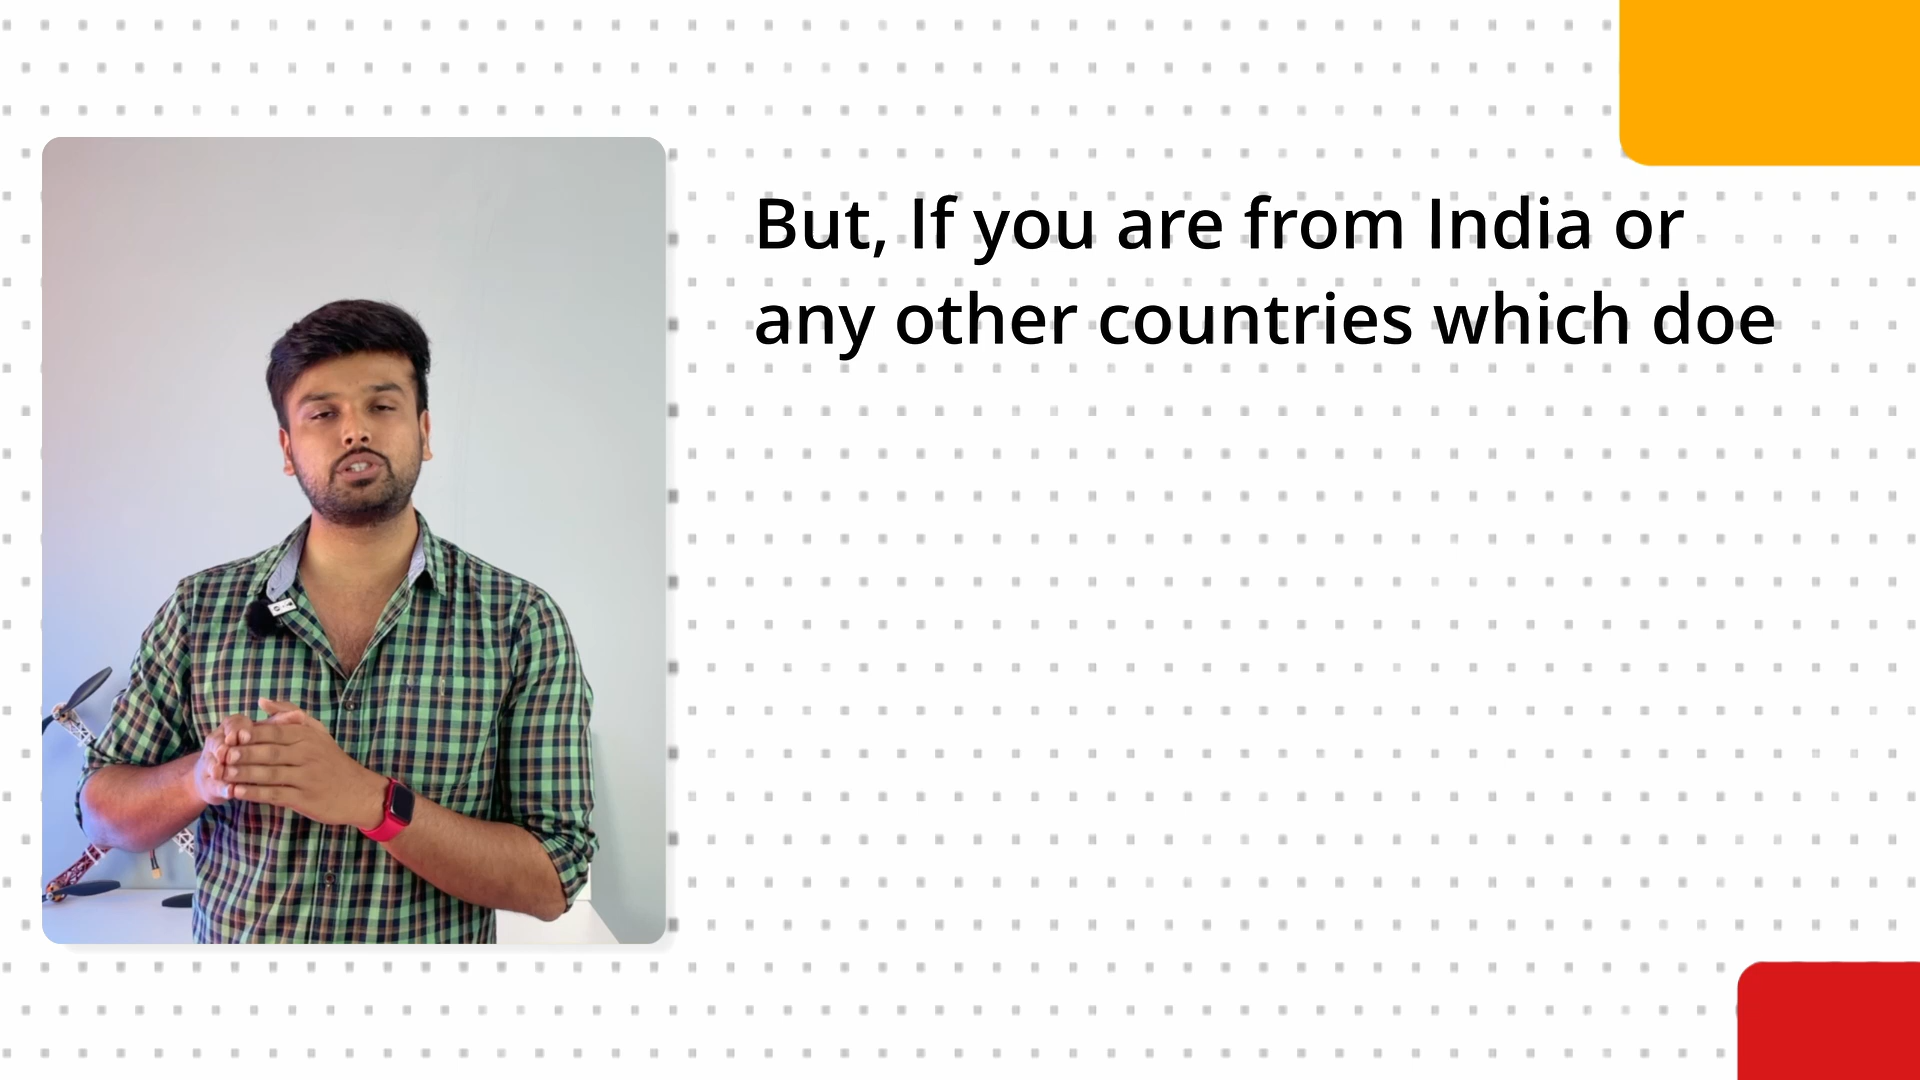 But, If you are from India or
any other countries which doe